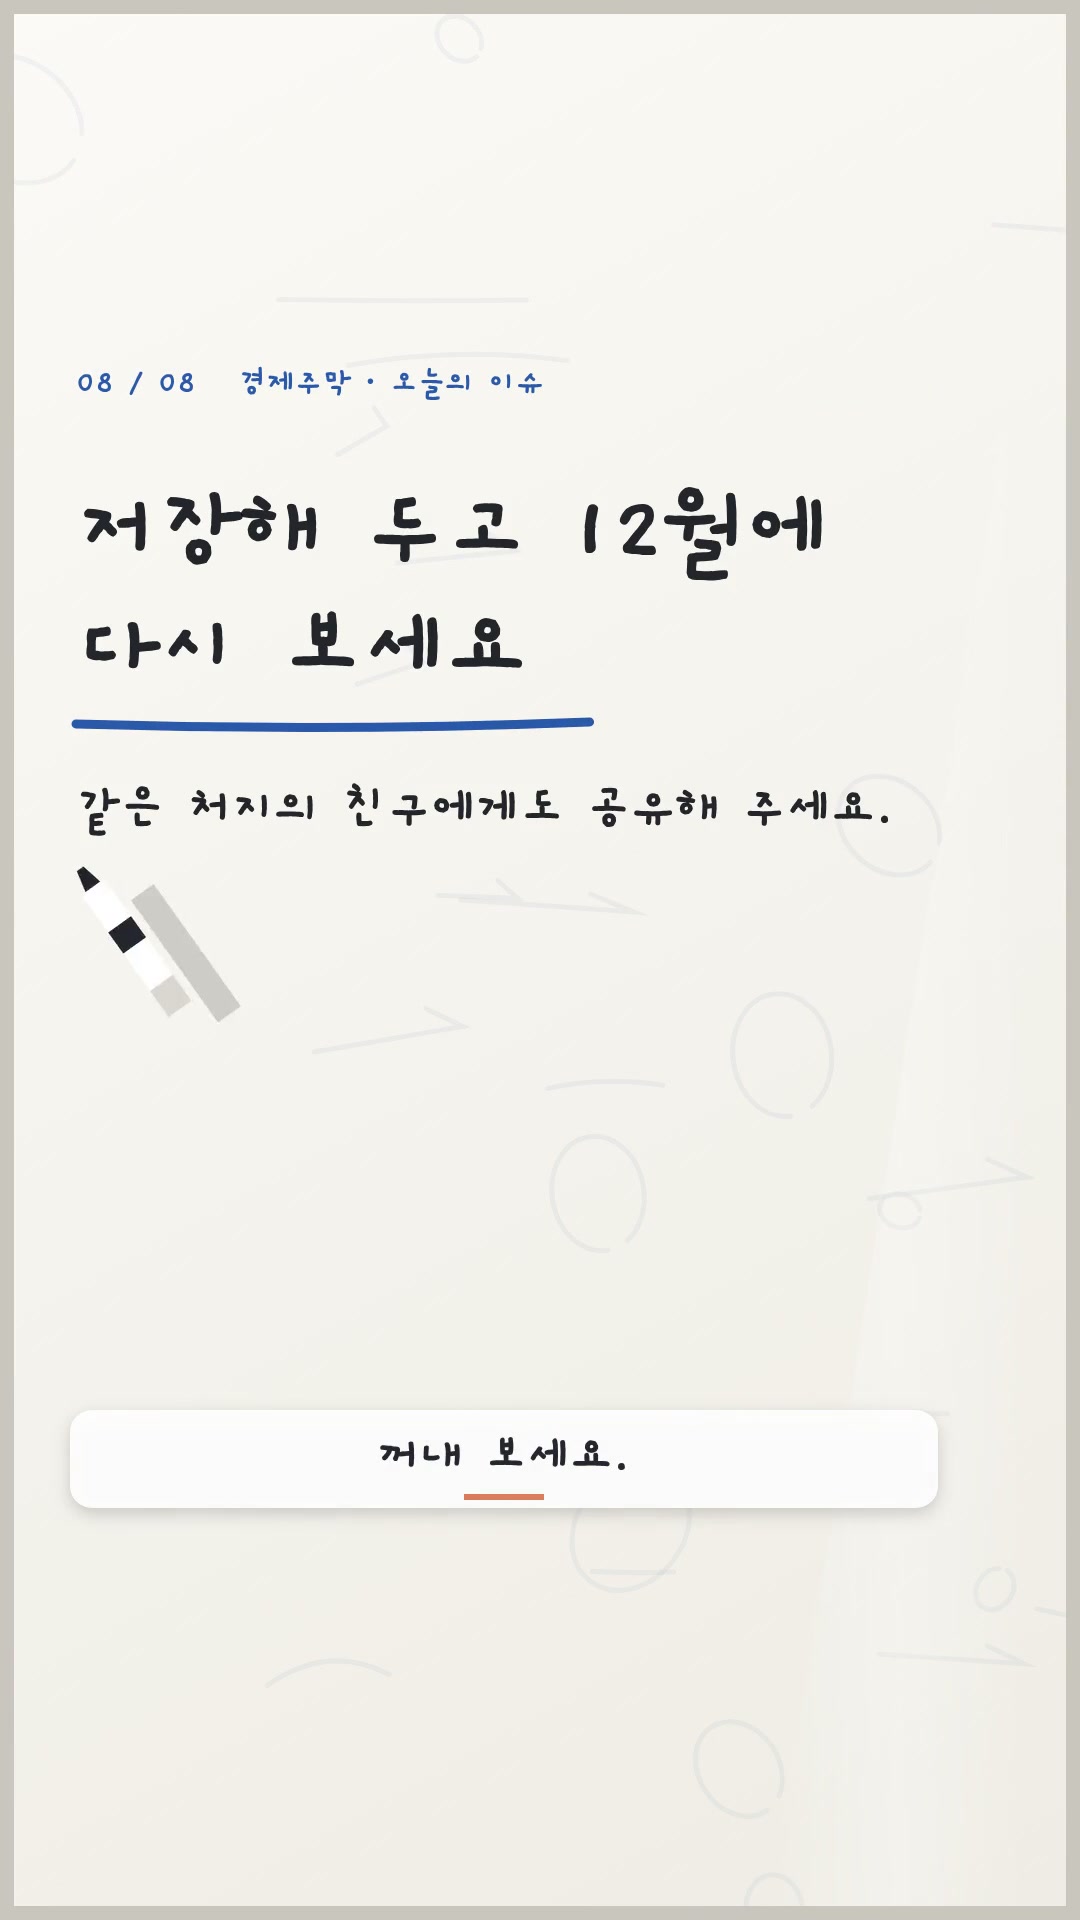 08 / 08 경제주막 · 오늘의 이슈
저장해 두고 12월에
다시 보세요
같은 처지의 친구에게도 공유해 주세요.
꺼내 보세요.